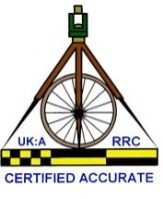 UK:A RRC
CERTIFIED ACCURATE